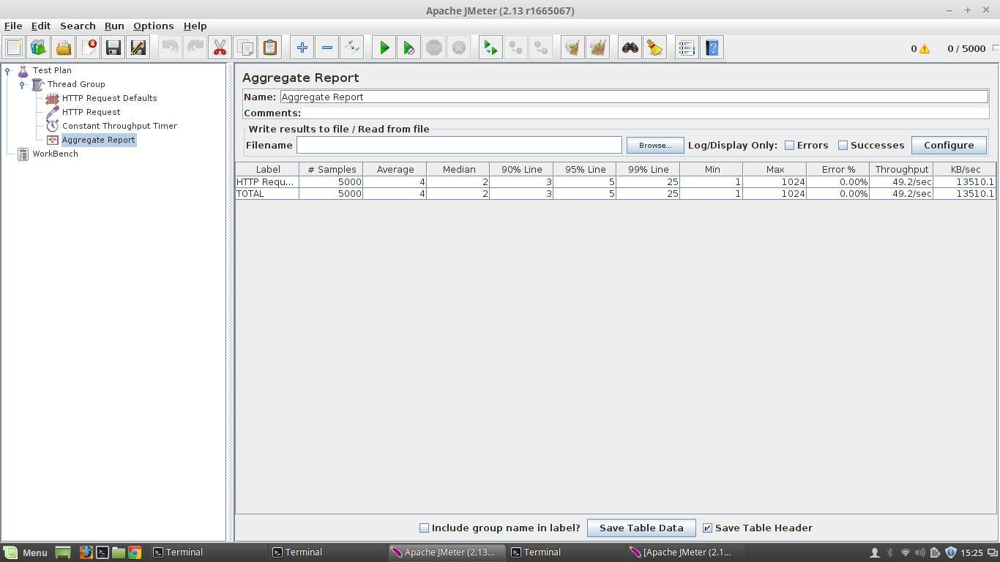 Apache JMeter (2.13 r1665067)
File Edit Search Run Options Help
STOP
0 0 / 5000
Test Plan
Thread Group
HTTP Request Defaults
HTTP Request
Constant Throughput Timer
Aggregate Report
WorkBench
Aggregate Report
Name: Aggregate Report
Comments:
Write results to file / Read from file
Filename Browse... Log/Display Only: Errors Successes Configure
Label # Samples Average Median 90% Line 95% Line 99% Line Min Max Error % Throughput KB/sec
HTTP Requ... 5000 4 2 3 5 25 1 1024 0.00% 49.2/sec 13510.1
TOTAL 5000 4 2 3 5 25 1 1024 0.00% 49.2/sec 13510.1
Include group name in label? Save Table Data Save Table Header
Menu Terminal Terminal Apache JMeter (2.13... Terminal [Apache JMeter (2.1... 15:25